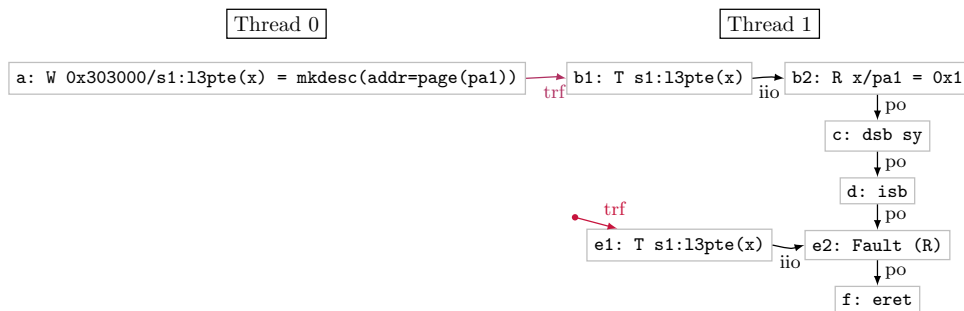 Thread 0
Thread 1
a: W 0x303000/s1:l3pte(x) = mkdesc(addr=page(pa1))
trf
b1: T s1:l3pte(x)
iio
b2: R x/pa1 = 0x1
po
c: dsb sy
po
d: isb
po
trf
e1: T s1:l3pte(x)
iio
e2: Fault (R)
po
f: eret